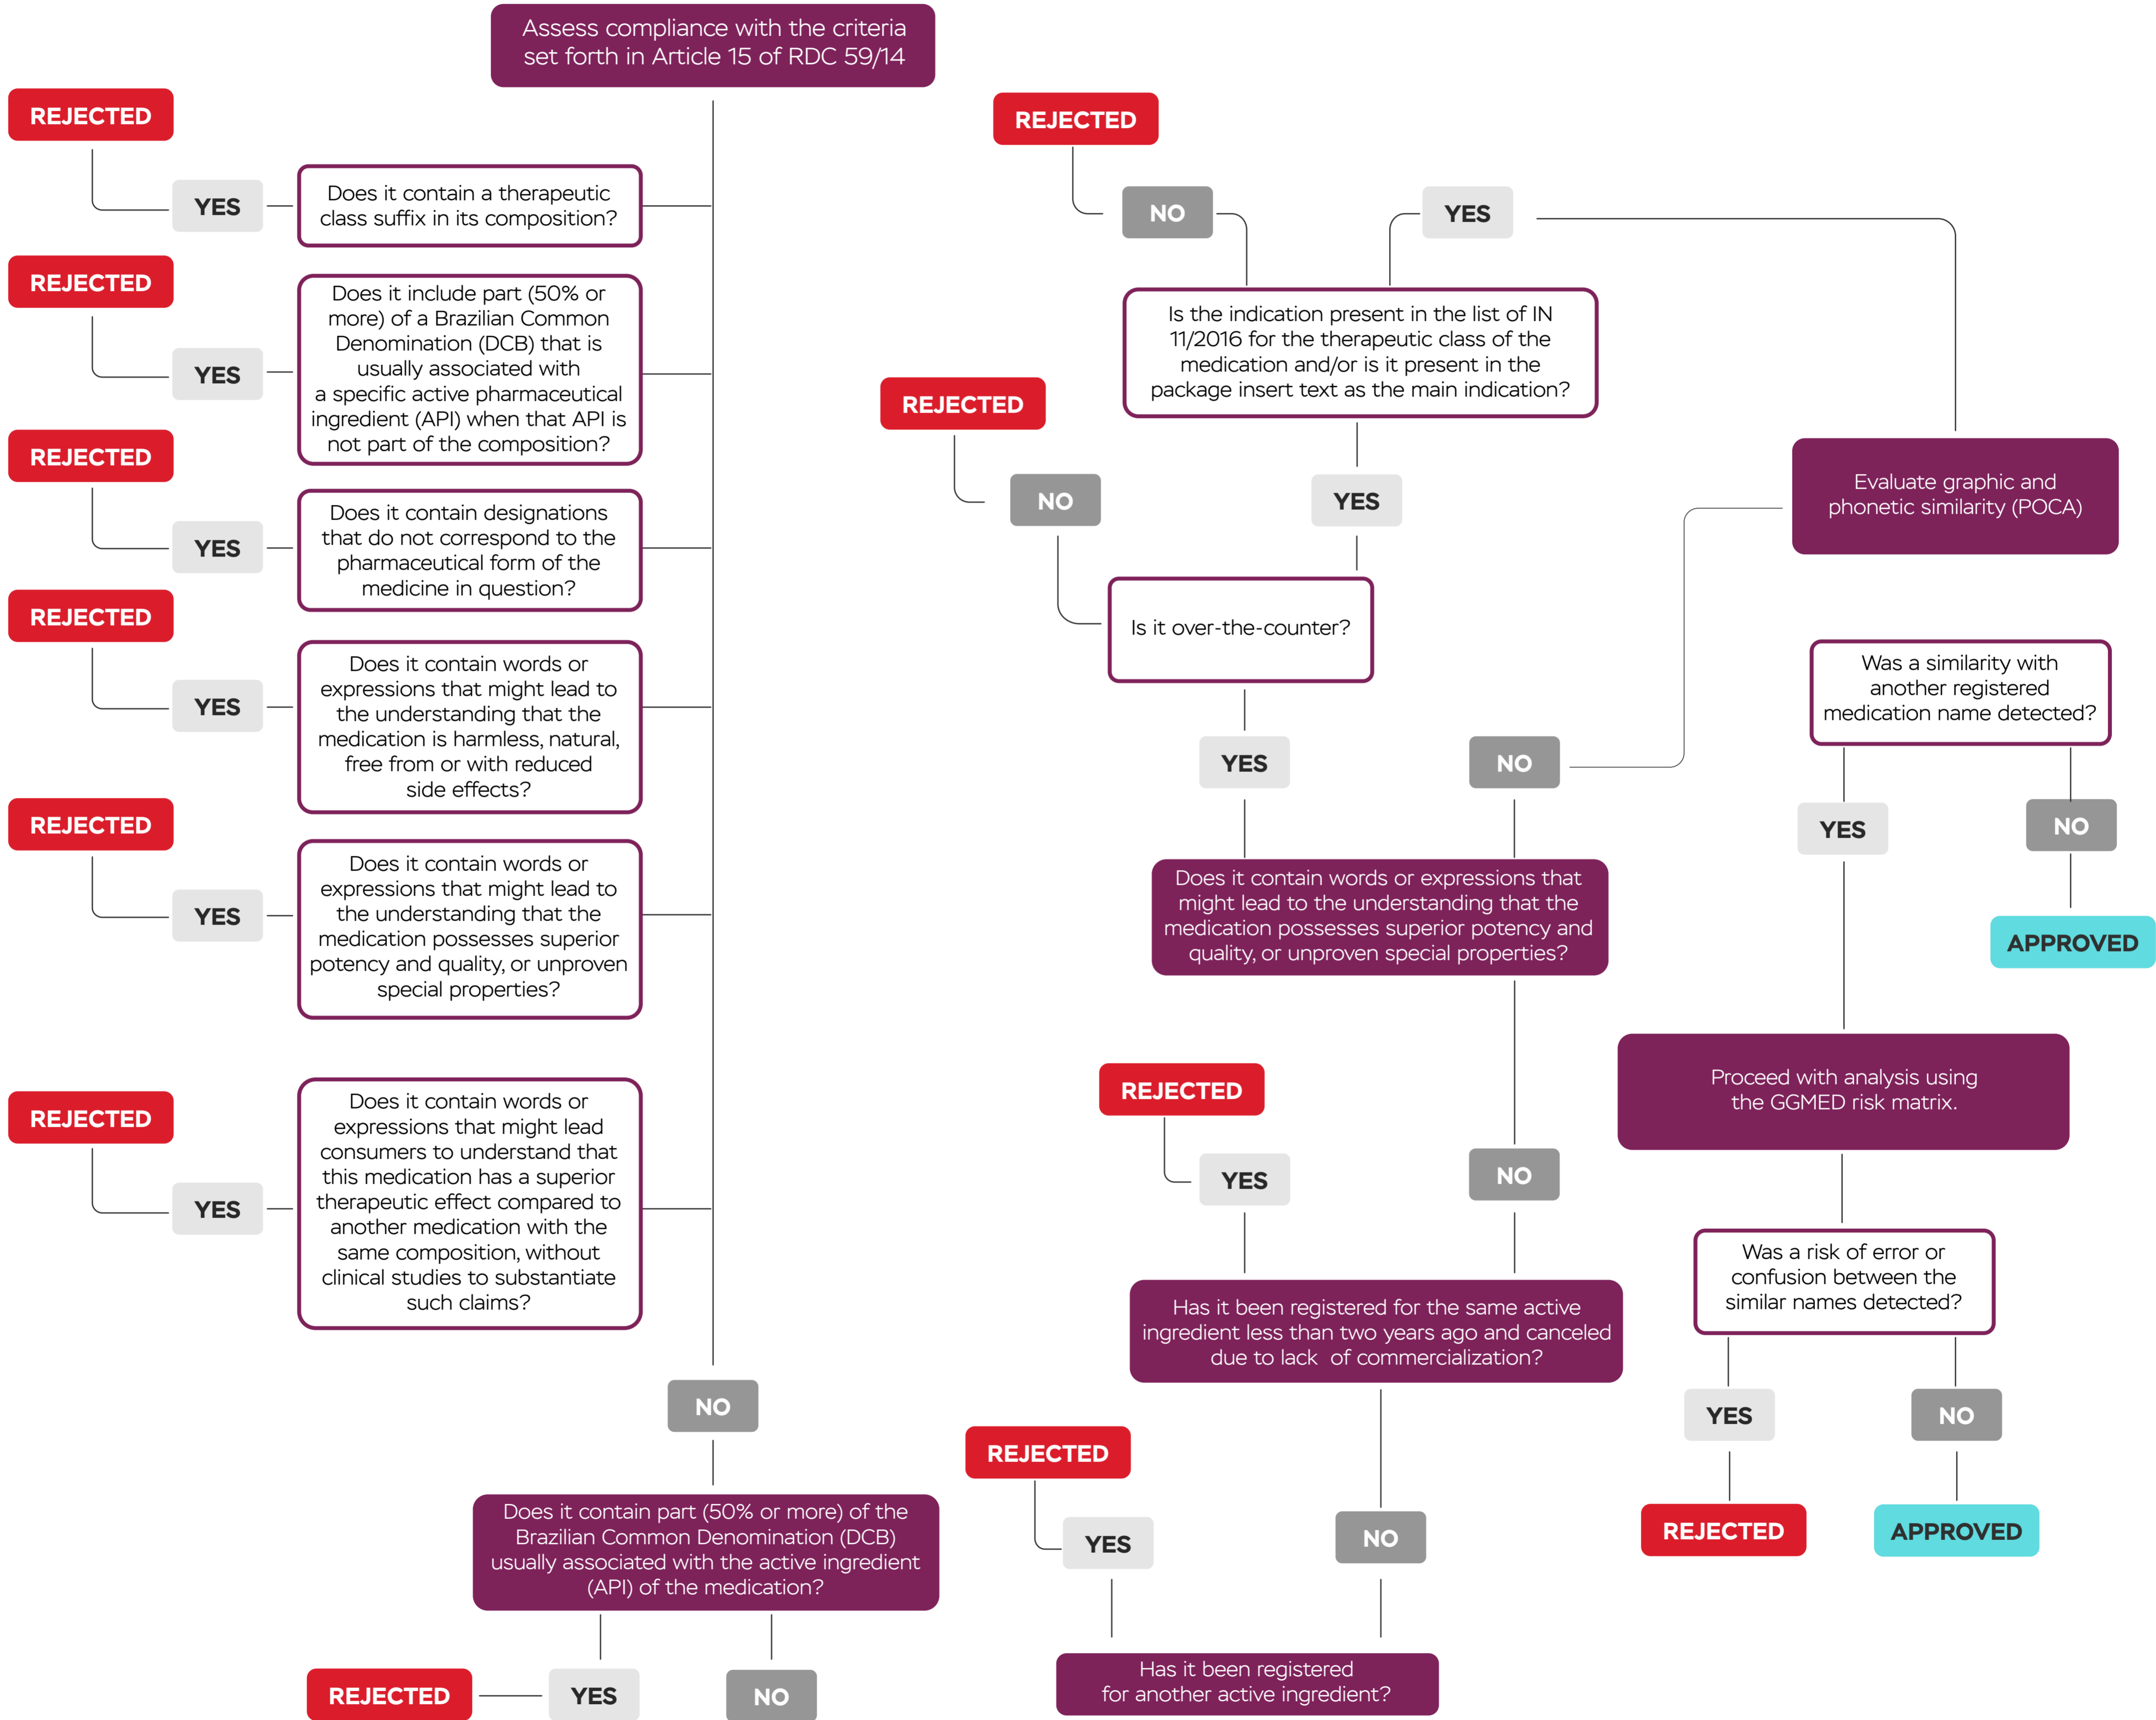 Assess compliance with the criteria
set forth in Article 15 of RDC 59/14
REJECTED
YES
Does it contain a therapeutic
class suffix in its composition?
REJECTED
YES
Does it include part (50% or
more) of a Brazilian Common
Denomination (DCB) that is
usually associated with
a specific active pharmaceutical
ingredient (API) when that API is
not part of the composition?
REJECTED
YES
Does it contain designations
that do not correspond to the
pharmaceutical form of the
medicine in question?
REJECTED
YES
Does it contain words or
expressions that might lead to
the understanding that the
medication is harmless, natural,
free from or with reduced
side effects?
REJECTED
YES
Does it contain words or
expressions that might lead to
the understanding that the
medication possesses superior
potency and quality, or unproven
special properties?
REJECTED
YES
Does it contain words or
expressions that might lead
consumers to understand that
this medication has a superior
therapeutic effect compared to
another medication with the
same composition, without
clinical studies to substantiate
such claims?
NO
Does it contain part (50% or more) of the
Brazilian Common Denomination (DCB)
usually associated with the active ingredient
(API) of the medication?
REJECTED
YES
NO
REJECTED
NO
YES
Is the indication present in the list of IN
11/2016 for the therapeutic class of the
medication and/or is it present in the
package insert text as the main indication?
REJECTED
NO
YES
Is it over-the-counter?
YES
NO
Does it contain words or expressions that
might lead to the understanding that the
medication possesses superior potency and
quality, or unproven special properties?
REJECTED
YES
NO
Has it been registered for the same active
ingredient less than two years ago and canceled
due to lack of commercialization?
REJECTED
YES
NO
Has it been registered
for another active ingredient?
Evaluate graphic and
phonetic similarity (POCA)
Was a similarity with
another registered
medication name detected?
YES
NO
APPROVED
Proceed with analysis using
the GGMED risk matrix.
Was a risk of error or
confusion between the
similar names detected?
YES
NO
REJECTED
APPROVED